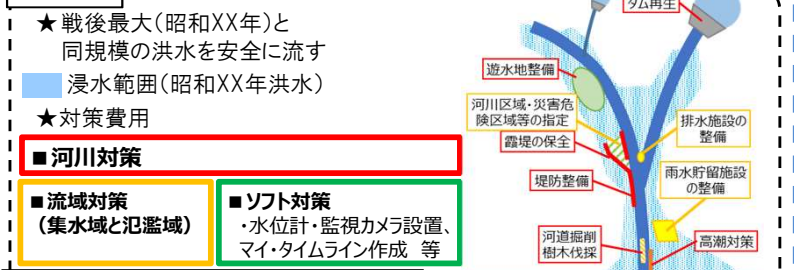 ★戦後最大(昭和XX年)と
同規模の洪水を安全に流す
浸水範囲(昭和XX年洪水)
★対策費用
■河川対策
■流域対策
(集水域と氾濫域)
■ソフト対策
・水位計・監視カメラ設置、
マイ・タイムライン作成 等
ダム再生
遊水地整備
河川区域・災害危
険区域等の指定
霞堤の保全
堤防整備
河道掘削
樹木伐採
排水施設の
整備
雨水貯留施設
の整備
高潮対策